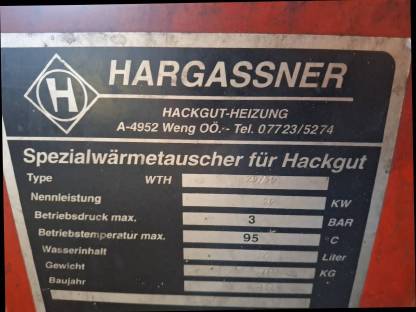 H
HARGASSNER
HACKGUT-HEIZUNG
A-4952 Weng OÖ. - Tel. 07723/5274
Spezialwärmetauscher für Hackgut
Type WTH
Nennleistung KW
Betriebsdruck max. 3 BAR
Betriebstemperatur max. 95 C
Wasserinhalt Liter
Gewicht KG
Baujahr